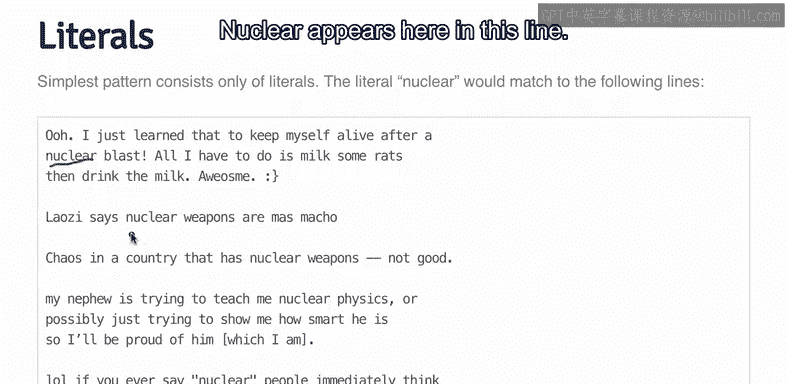 Literals
Nuclear appears here in this line.
Simplest pattern consists only of literals. The literal “nuclear” would match to the following lines:
Ooh. I just learned that to keep myself alive after a
nuclear blast! All I have to do is milk some rats
then drink the milk. Aweosme. :}
Laozi says nuclear weapons are mas macho
Chaos in a country that has nuclear weapons –– not good.
my nephew is trying to teach me nuclear physics, or
possibly just trying to show me how smart he is
so I’ll be proud of him [which I am].
lol if you ever say "nuclear" people immediately think